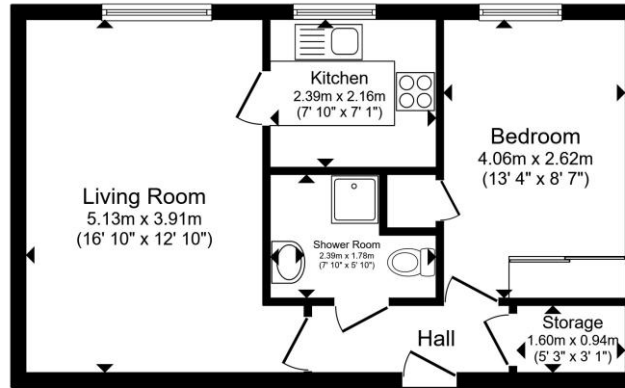 Kitchen
2.39m x 2.16m
(7' 10" x 7' 1")
Bedroom
4.06m x 2.62m
(13' 4" x 8' 7")
Living Room
5.13m x 3.91m
(16' 10" x 12' 10")
Shower Room
2.39m x 1.78m
(7' 10" x 5' 10")
Hall
Storage
1.60m x 0.94m
(5' 3" x 3' 1")